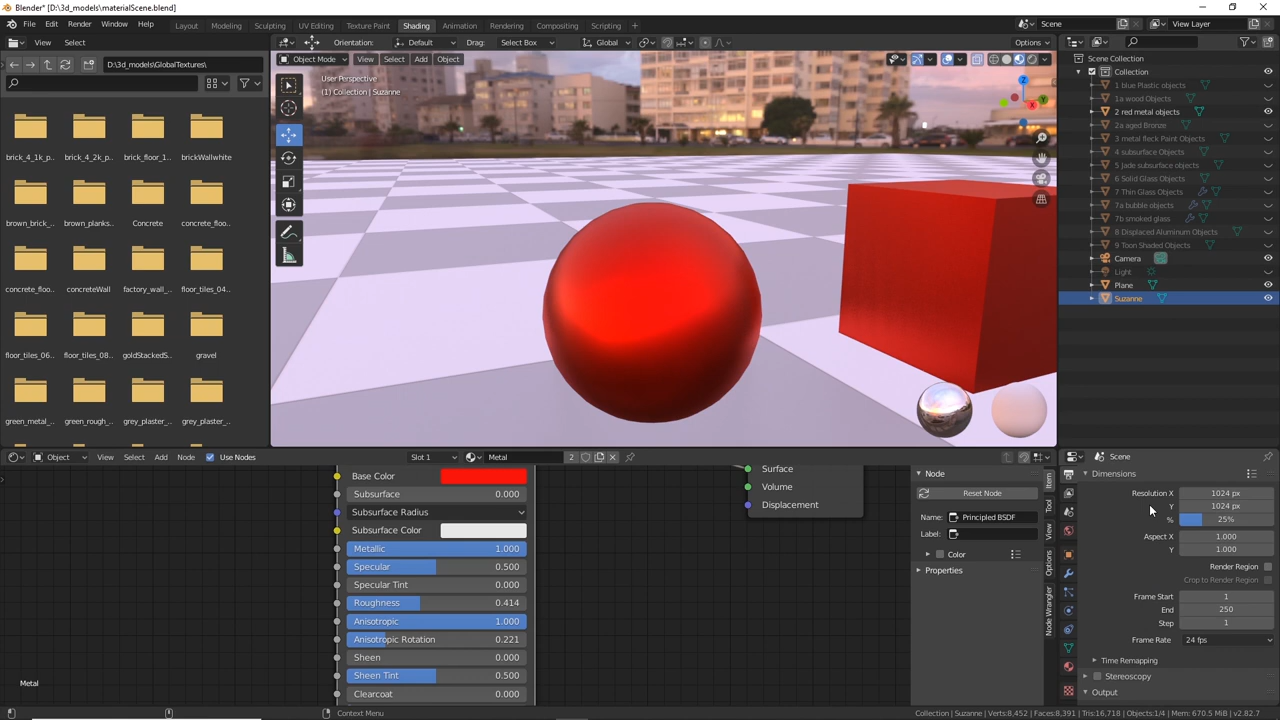 Blender* [D:\3d_models\materialScene.blend]
File Edit Render Window Help
Layout Modeling Sculpting UV Editing Texture Paint Shading Animation Rendering Compositing Scripting
Scene
View Layer
View Select
D:\3d_models\GlobalTextures\
Orientation: Default Drag: Select Box Global Options
Object Mode View Select Add Object
User Perspective
(1) Collection | Suzanne
brick_4_1k_p.. brick_4_2k_p.. brick_floor_1.. brickWallwhite
brown_brick_.. brown_planks.. Concrete concrete_floo..
concrete_floo.. concreteWall factory_wall_.. floor_tiles_04..
floor_tiles_06.. floor_tiles_08.. goldStackedS.. gravel
green_metal_.. green_rough_.. grey_plaster_.. grey_plaster_..
Scene Collection
Collection
1 blue Plastic objects
1a wood Objects
2 red metal objects
2a aged Bronze
3 metal fleck Paint Objects
4 subsurface Objects
5 Jade subsurface objects
6 Solid Glass Objects
7 Thin Glass Objects
7a bubble objects
7b smoked glass
8 Displaced Aluminum Objects
9 Toon Shaded Objects
Camera
Light
Plane
Suzanne
Object View Select Add Node Use Nodes Slot 1 Metal 2
Base Color
Subsurface 0.000
Subsurface Radius
Subsurface Color
Metallic 1.000
Specular 0.500
Specular Tint 0.000
Roughness 0.414
Anisotropic 1.000
Anisotropic Rotation 0.221
Sheen 0.000
Sheen Tint 0.500
Clearcoat 0.000
Surface
Volume
Displacement
Metal
Node
Reset Node
Name: Principled BSDF
Label:
Color
Properties
Item
Tool
View
Options
Node Wrangler
Scene
Dimensions
Resolution X 1024 px
Y 1024 px
% 25%
Aspect X 1.000
Y 1.000
Render Region
Crop to Render Region
Frame Start 1
End 250
Step 1
Frame Rate 24 fps
Time Remapping
Stereoscopy
Output
Context Menu
Collection | Suzanne | Verts:8,452 | Faces:8,391 | Tris:16,718 | Objects:1/4 | Mem: 670.5 MiB | v2.82.7